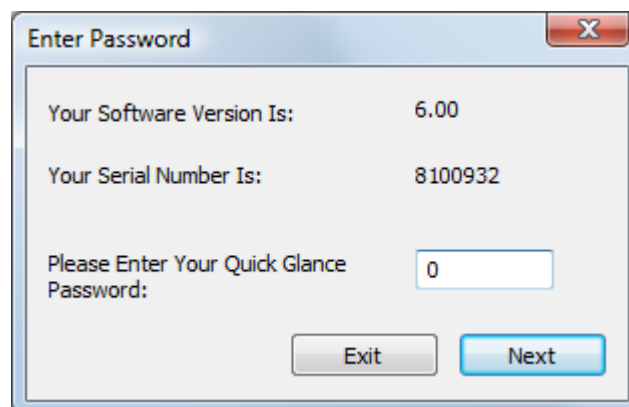 Enter Password
Your Software Version Is: 6.00
Your Serial Number Is: 8100932
Please Enter Your Quick Glance
Password:
0
Exit Next